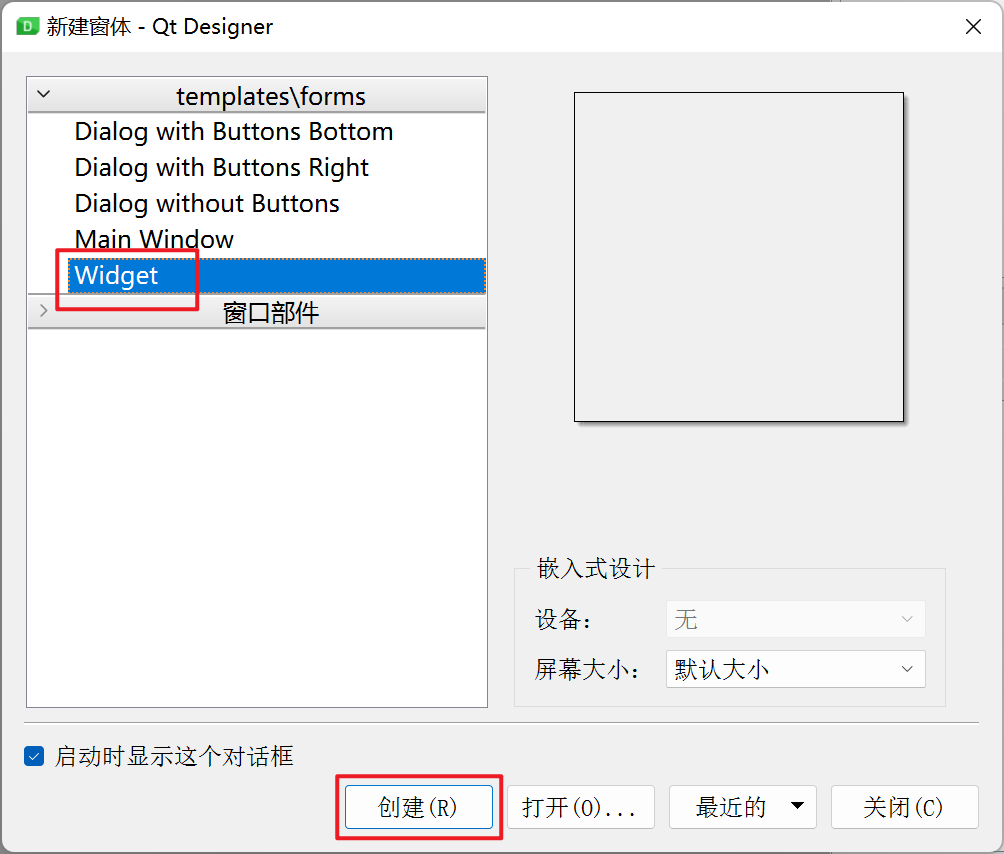 新建窗体 - Qt Designer
templates\forms
Dialog with Buttons Bottom
Dialog with Buttons Right
Dialog without Buttons
Main Window
Widget
窗口部件
嵌入式设计
设备:
无
屏幕大小:
默认大小
启动时显示这个对话框
创建(R)
打开(O)...
最近的
关闭(C)